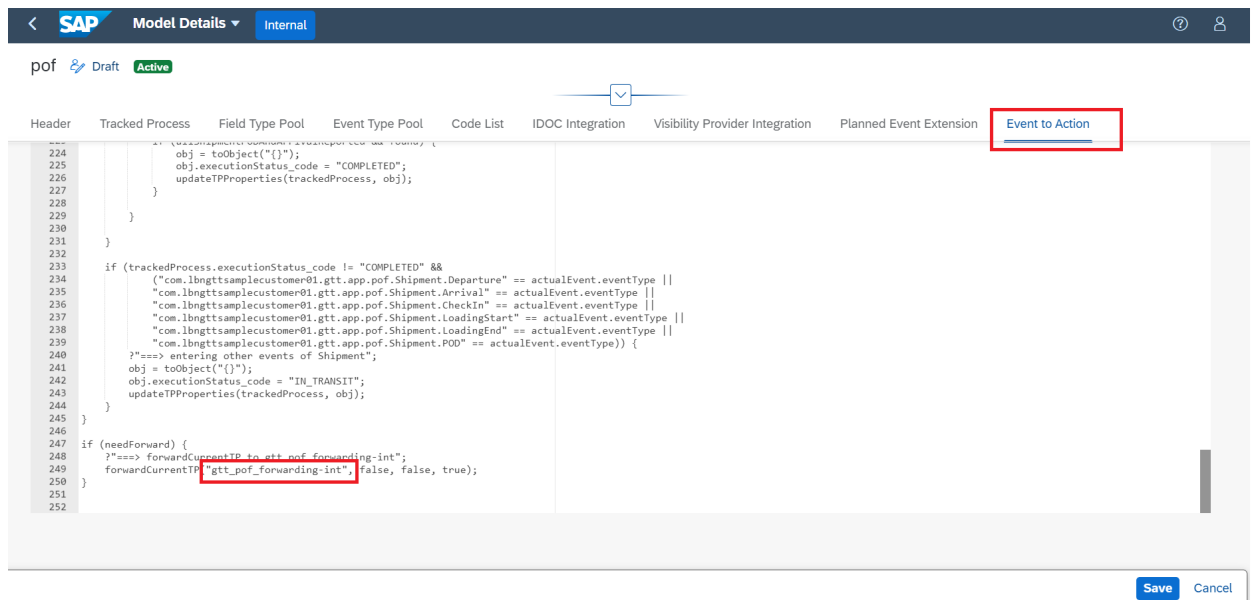 SAP Model Details Internal
pof Draft Active
Header Tracked Process Field Type Pool Event Type Pool Code List IDOC Integration Visibility Provider Integration Planned Event Extension Event to Action
224 obj = toObject("{}");
225 obj.executionStatus_code = "COMPLETED";
226 updateTPProperties(trackedProcess, obj);
227 }
228
229 }
230
231 }
232
233 if (trackedProcess.executionStatus_code != "COMPLETED" &&
234 ("com.lbngttsamplecustomer01.gtt.app.pof.Shipment.Departure" == actualEvent.eventType ||
235 "com.lbngttsamplecustomer01.gtt.app.pof.Shipment.Arrival" == actualEvent.eventType ||
236 "com.lbngttsamplecustomer01.gtt.app.pof.Shipment.CheckIn" == actualEvent.eventType ||
237 "com.lbngttsamplecustomer01.gtt.app.pof.Shipment.LoadingStart" == actualEvent.eventType ||
238 "com.lbngttsamplecustomer01.gtt.app.pof.Shipment.LoadingEnd" == actualEvent.eventType ||
239 "com.lbngttsamplecustomer01.gtt.app.pof.Shipment.POD" == actualEvent.eventType)) {
240 ?"===> entering other events of Shipment";
241 obj = toObject("{}");
242 obj.executionStatus_code = "IN_TRANSIT";
243 updateTPProperties(trackedProcess, obj);
244 }
245 }
246
247 if (needForward) {
248 ?"===> forwardCurrentTP to gtt_pof_forwarding-int";
249 forwardCurrentTP("gtt_pof_forwarding-int", false, false, true);
250 }
251
252
Save Cancel